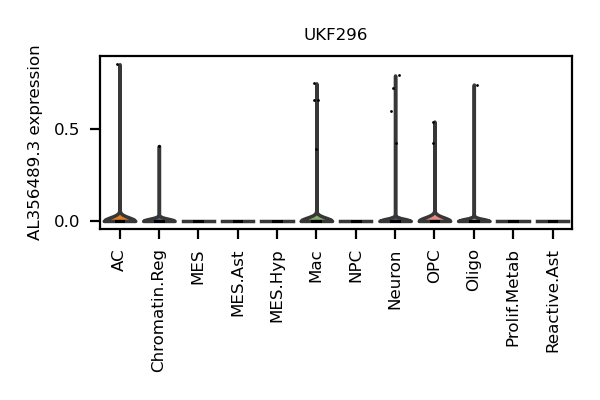 UKF296
AL356489.3 expression
0.5
0.0
AC
Chromatin.Reg
MES
MES.Ast
MES.Hyp
Mac
NPC
Neuron
OPC
Oligo
Prolif.Metab
Reactive.Ast